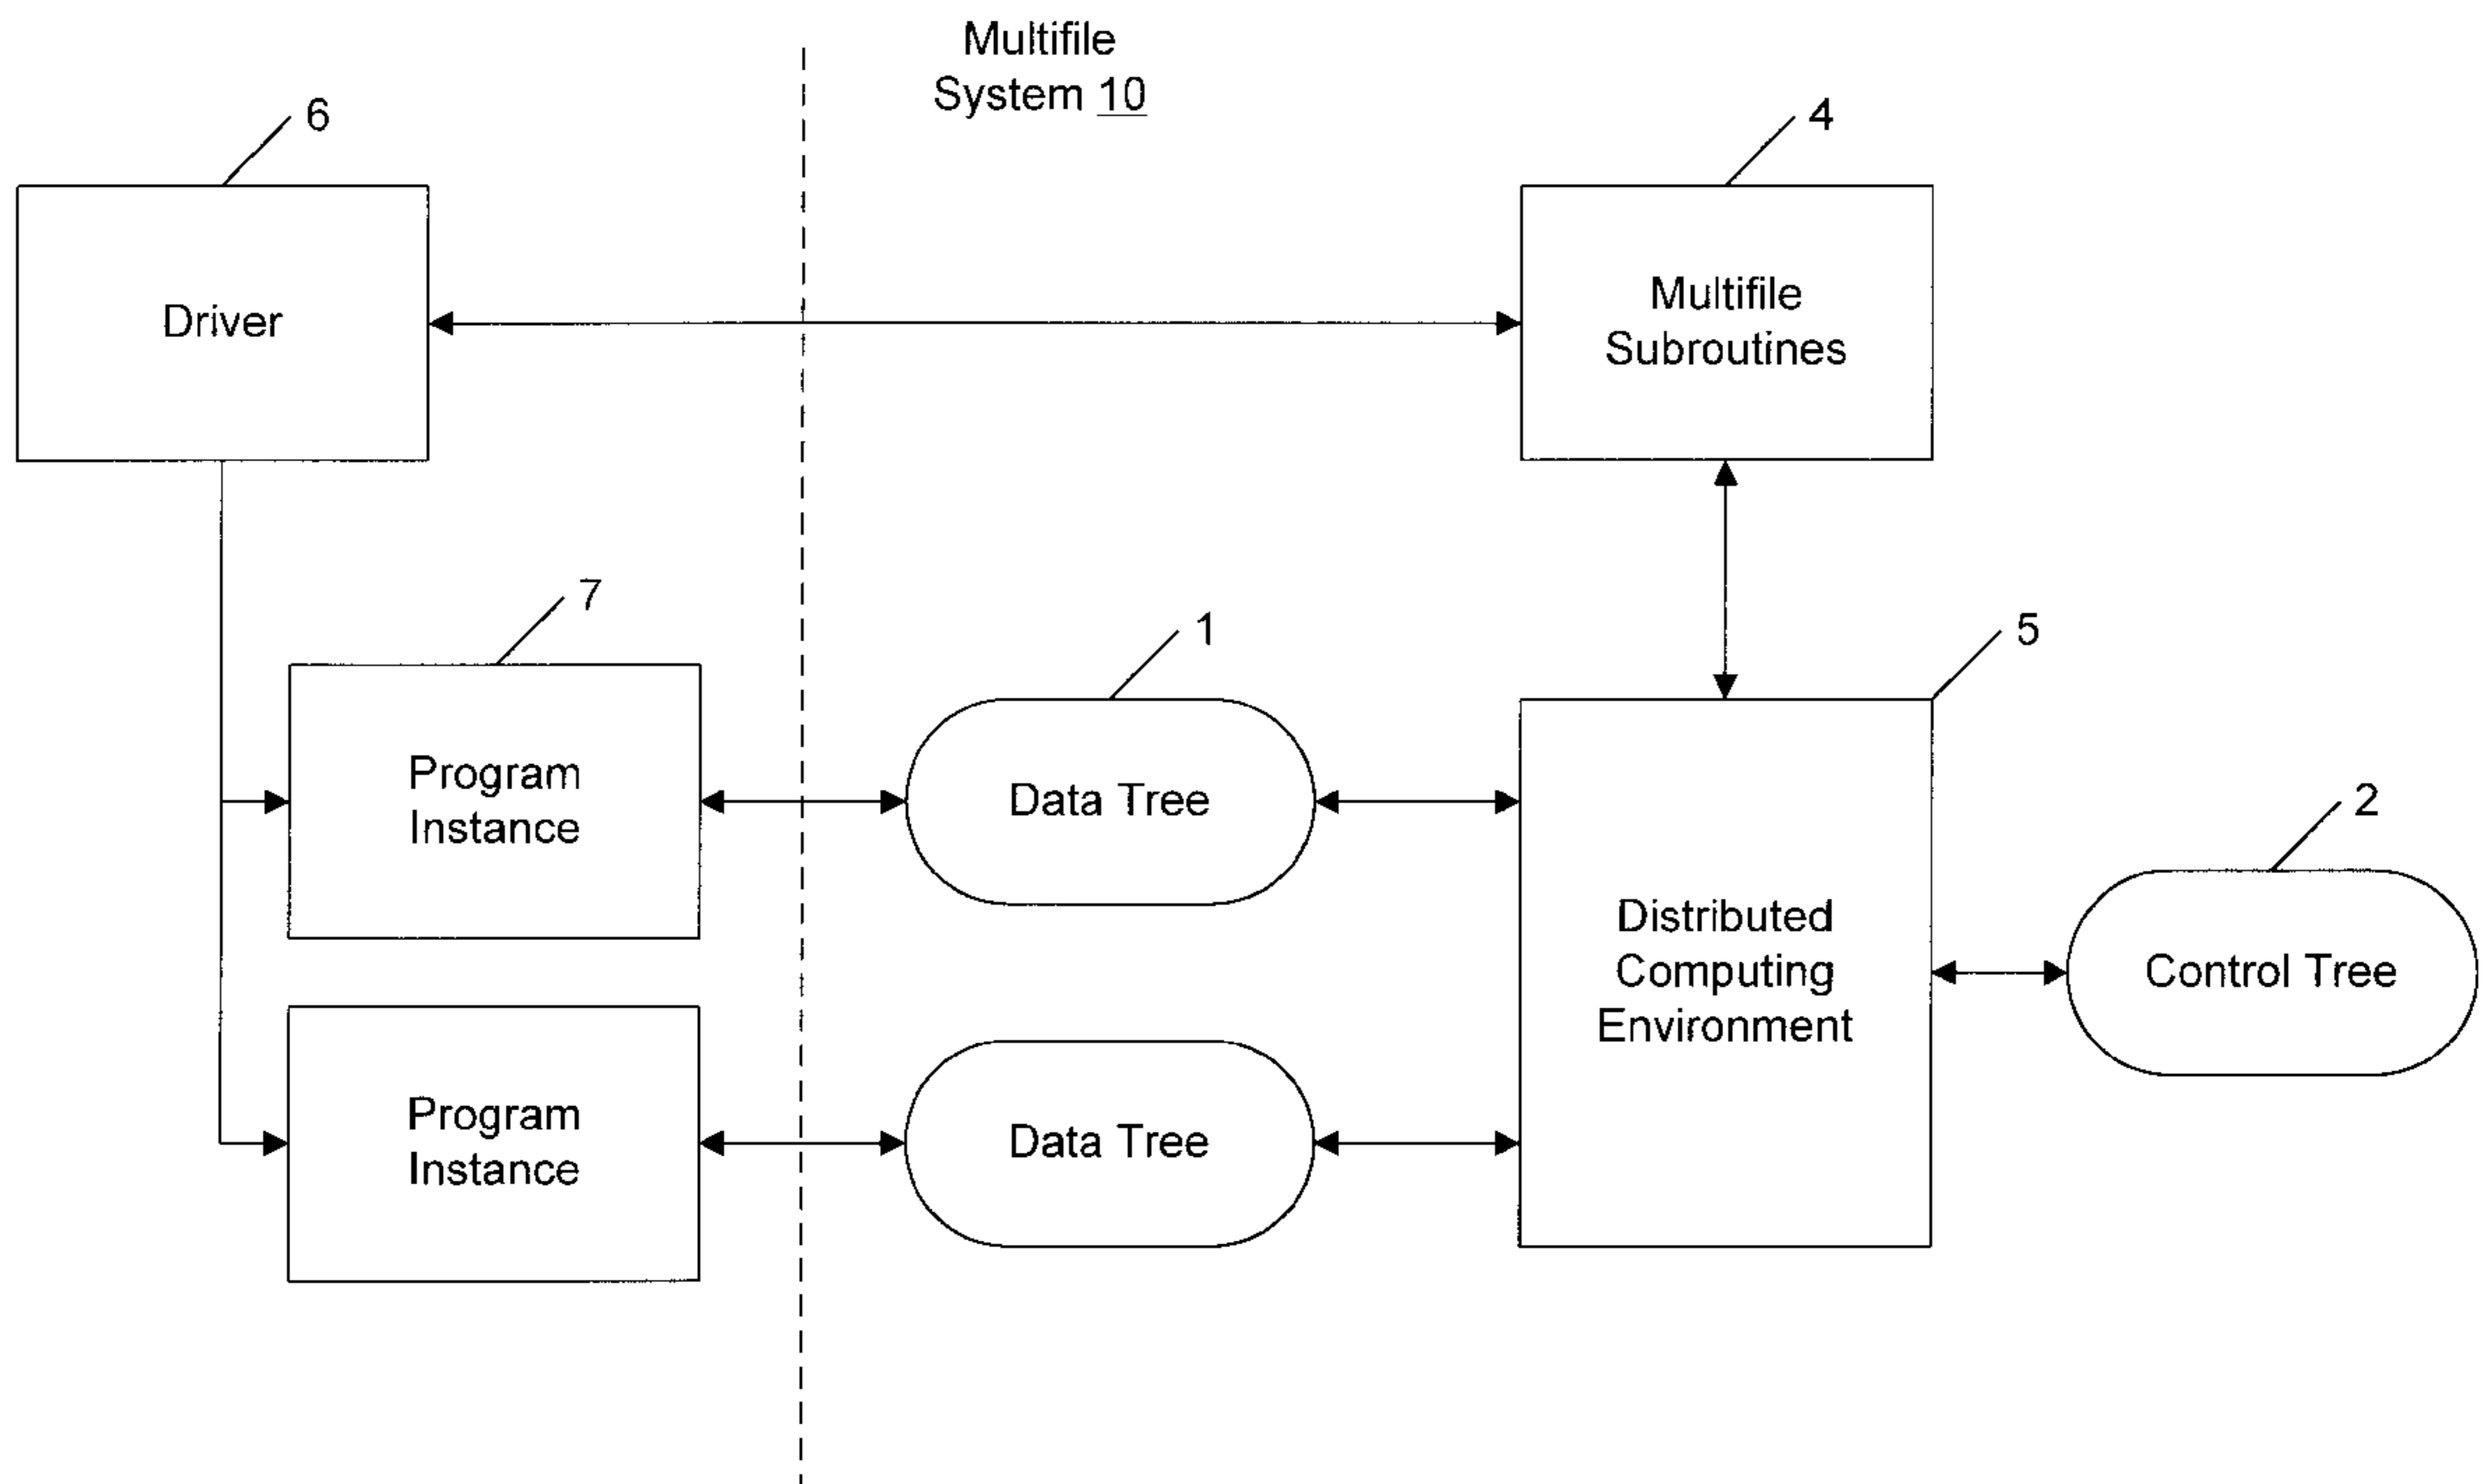 Multifile
System 10
6
4
Driver
Multifile
Subroutines
7
1
5
Program
Instance
Data Tree
2
Distributed
Computing
Environment
Control Tree
Program
Instance
Data Tree